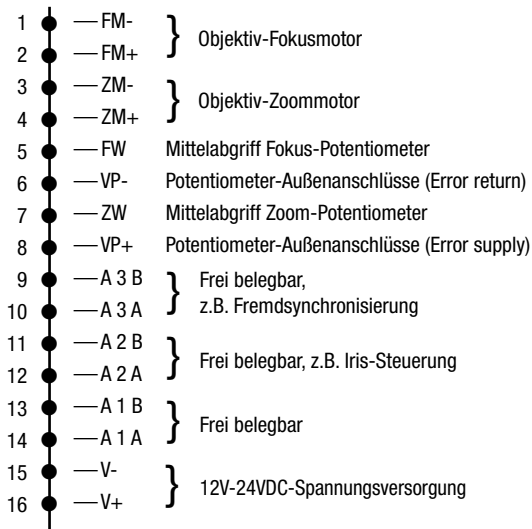 1 FM-
Objektiv-Fokusmotor
2 FM+
3 ZM-
Objektiv-Zoommotor
4 ZM+
5 FW Mittelabgriff Fokus-Potentiometer
6 VP- Potentiometer-Außenanschlüsse (Error return)
7 ZW Mittelabgriff Zoom-Potentiometer
8 VP+ Potentiometer-Außenanschlüsse (Error supply)
9 A 3 B Frei belegbar,
10 A 3 A z.B. Fremdsynchronisierung
11 A 2 B
Frei belegbar, z.B. Iris-Steuerung
12 A 2 A
13 A 1 B
Frei belegbar
14 A 1 A
15 V-
12V-24VDC-Spannungsversorgung
16 V+